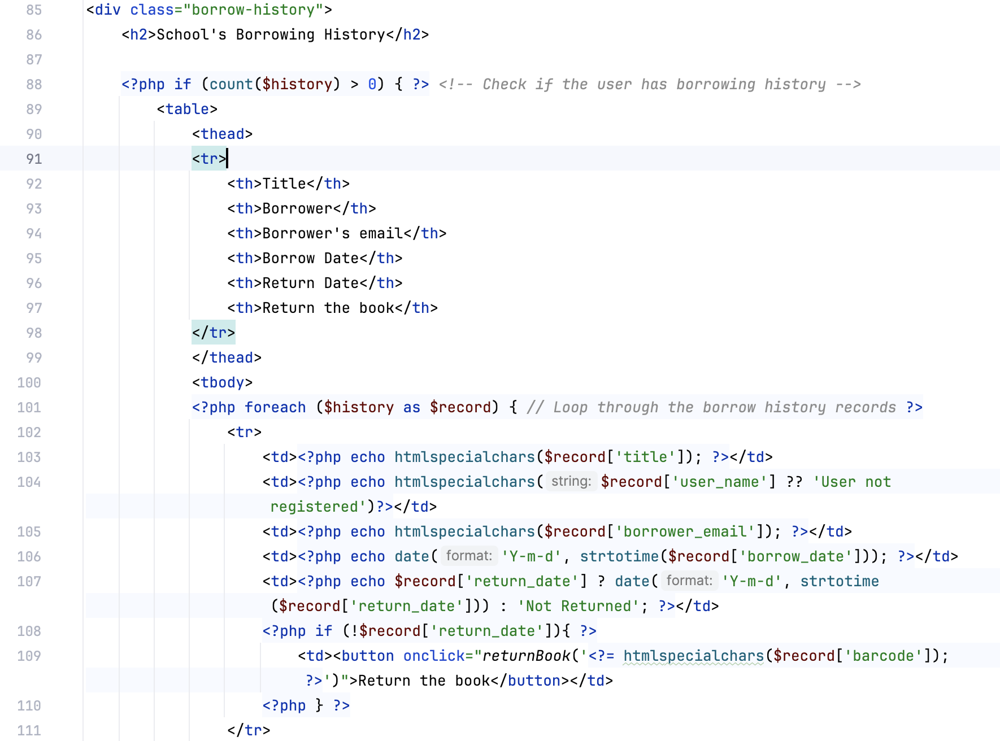 85 <div class="borrow-history">
86 <h2>School's Borrowing History</h2>
87
88 <?php if (count($history) > 0) { ?> <!-- Check if the user has borrowing history -->
89 <table>
90 <thead>
91 <tr>
92 <th>Title</th>
93 <th>Borrower</th>
94 <th>Borrower's email</th>
95 <th>Borrow Date</th>
96 <th>Return Date</th>
97 <th>Return the book</th>
98 </tr>
99 </thead>
100 <tbody>
101 <?php foreach ($history as $record) { // Loop through the borrow history records ?>
102 <tr>
103 <td><?php echo htmlspecialchars($record['title']); ?></td>
104 <td><?php echo htmlspecialchars( string: $record['user_name'] ?? 'User not
registered')?></td>
105 <td><?php echo htmlspecialchars($record['borrower_email']); ?></td>
106 <td><?php echo date( format: 'Y-m-d', strtotime($record['borrow_date'])); ?></td>
107 <td><?php echo $record['return_date'] ? date( format: 'Y-m-d', strtotime
($record['return_date'])) : 'Not Returned'; ?></td>
108 <?php if (!$record['return_date']){ ?>
109 <td><button onclick="returnBook('<?= htmlspecialchars($record['barcode']);
?>')">Return the book</button></td>
110 <?php } ?>
111 </tr>